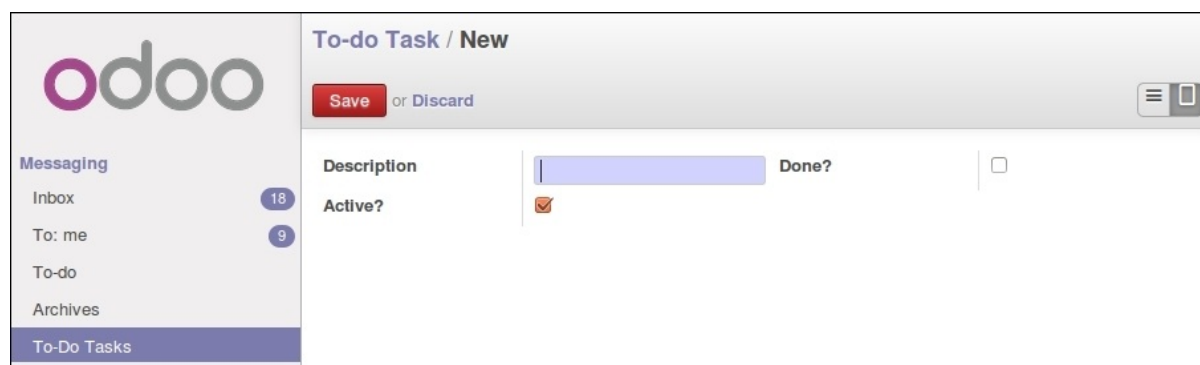 odoo
Messaging
Inbox 18
To: me 9
To-do
Archives
To-Do Tasks
To-do Task / New
Save or Discard
Description Done?
Active?